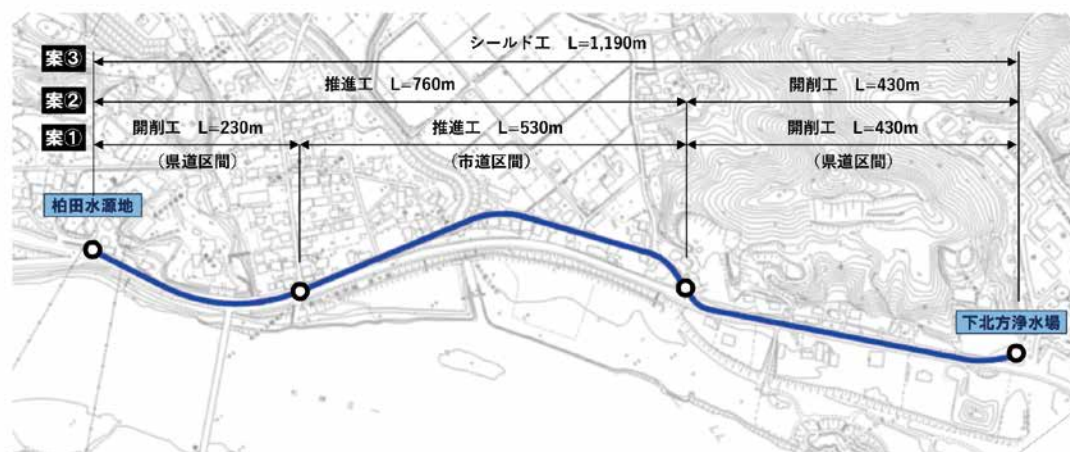 案③
シールド工 L=1,190m
案②
推進工 L=760m
開削工 L=430m
案①
開削工 L=230m
推進工 L=530m
開削工 L=430m
(県道区間)
(市道区間)
(県道区間)
柏田水源地
下北方浄水場